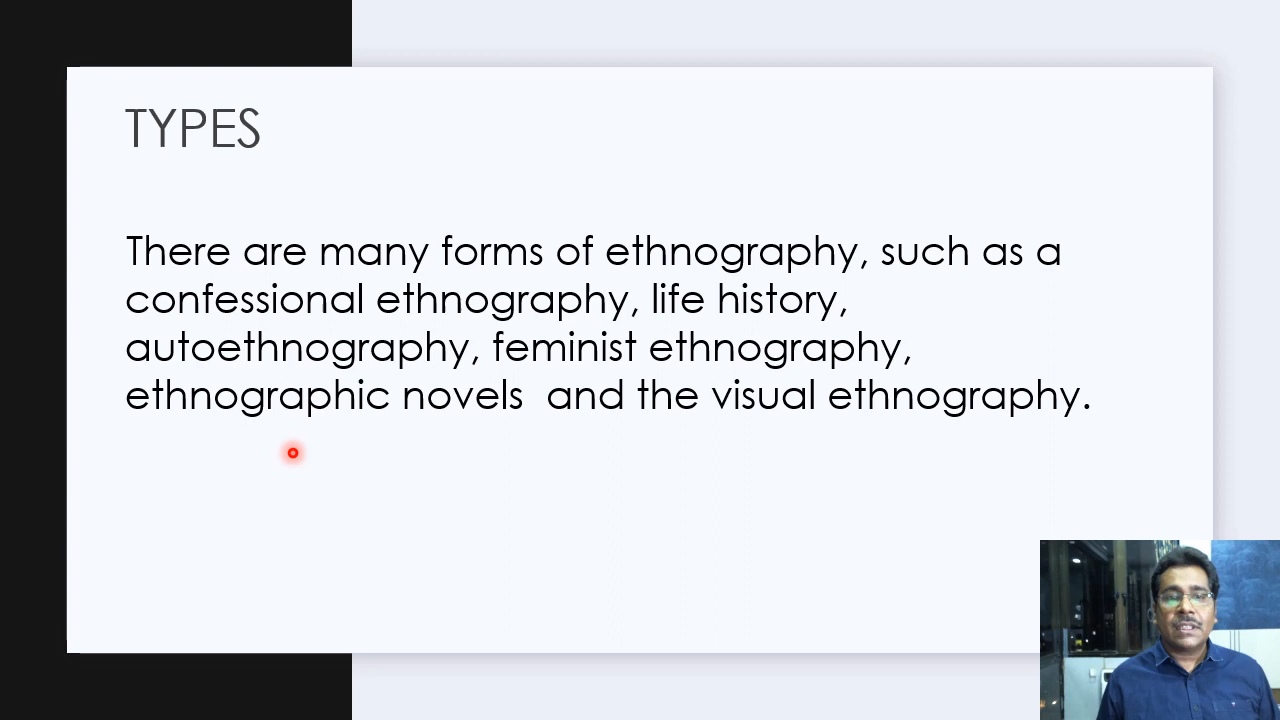 TYPES
There are many forms of ethnography, such as a
confessional ethnography, life history,
autoethnography, feminist ethnography,
ethnographic novels  and the visual ethnography.